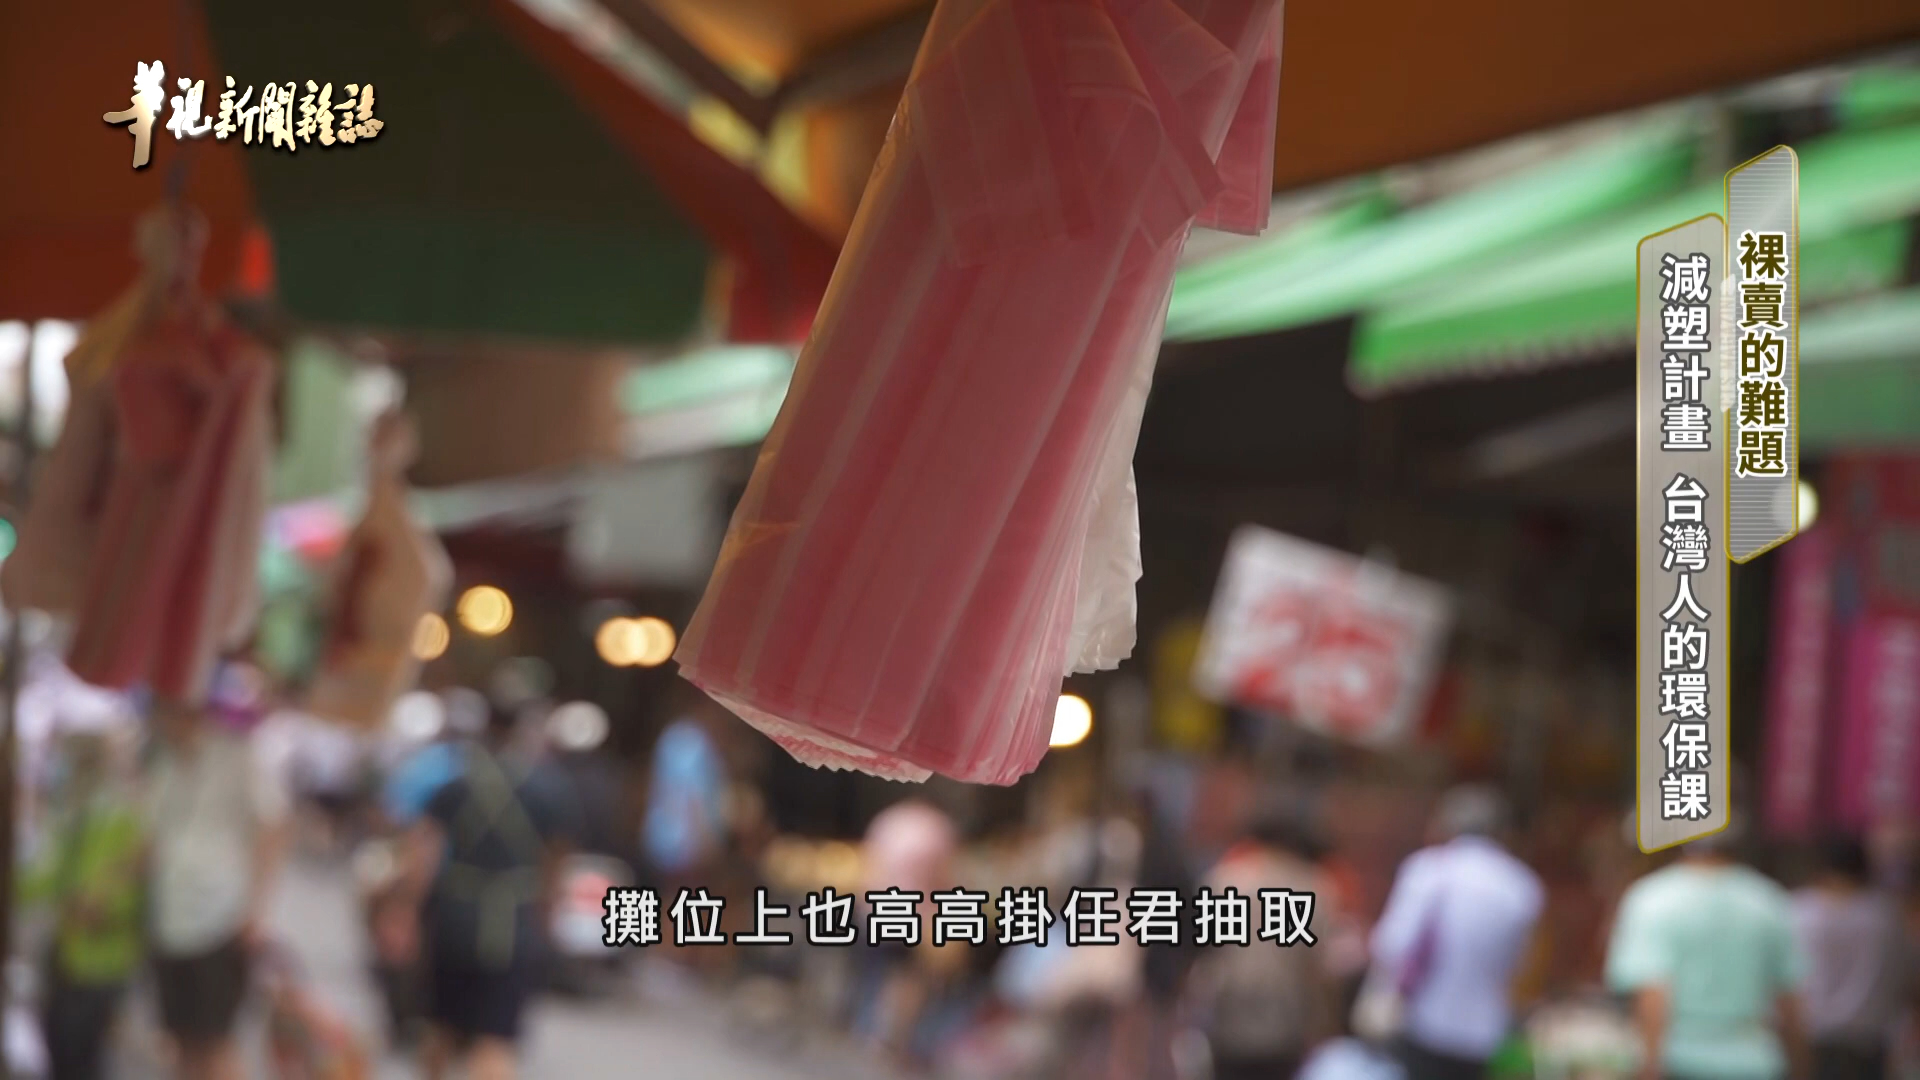 華視新聞雜誌
裸賣的難題
減塑計畫 台灣人的環保課
攤位上也高高掛任君抽取